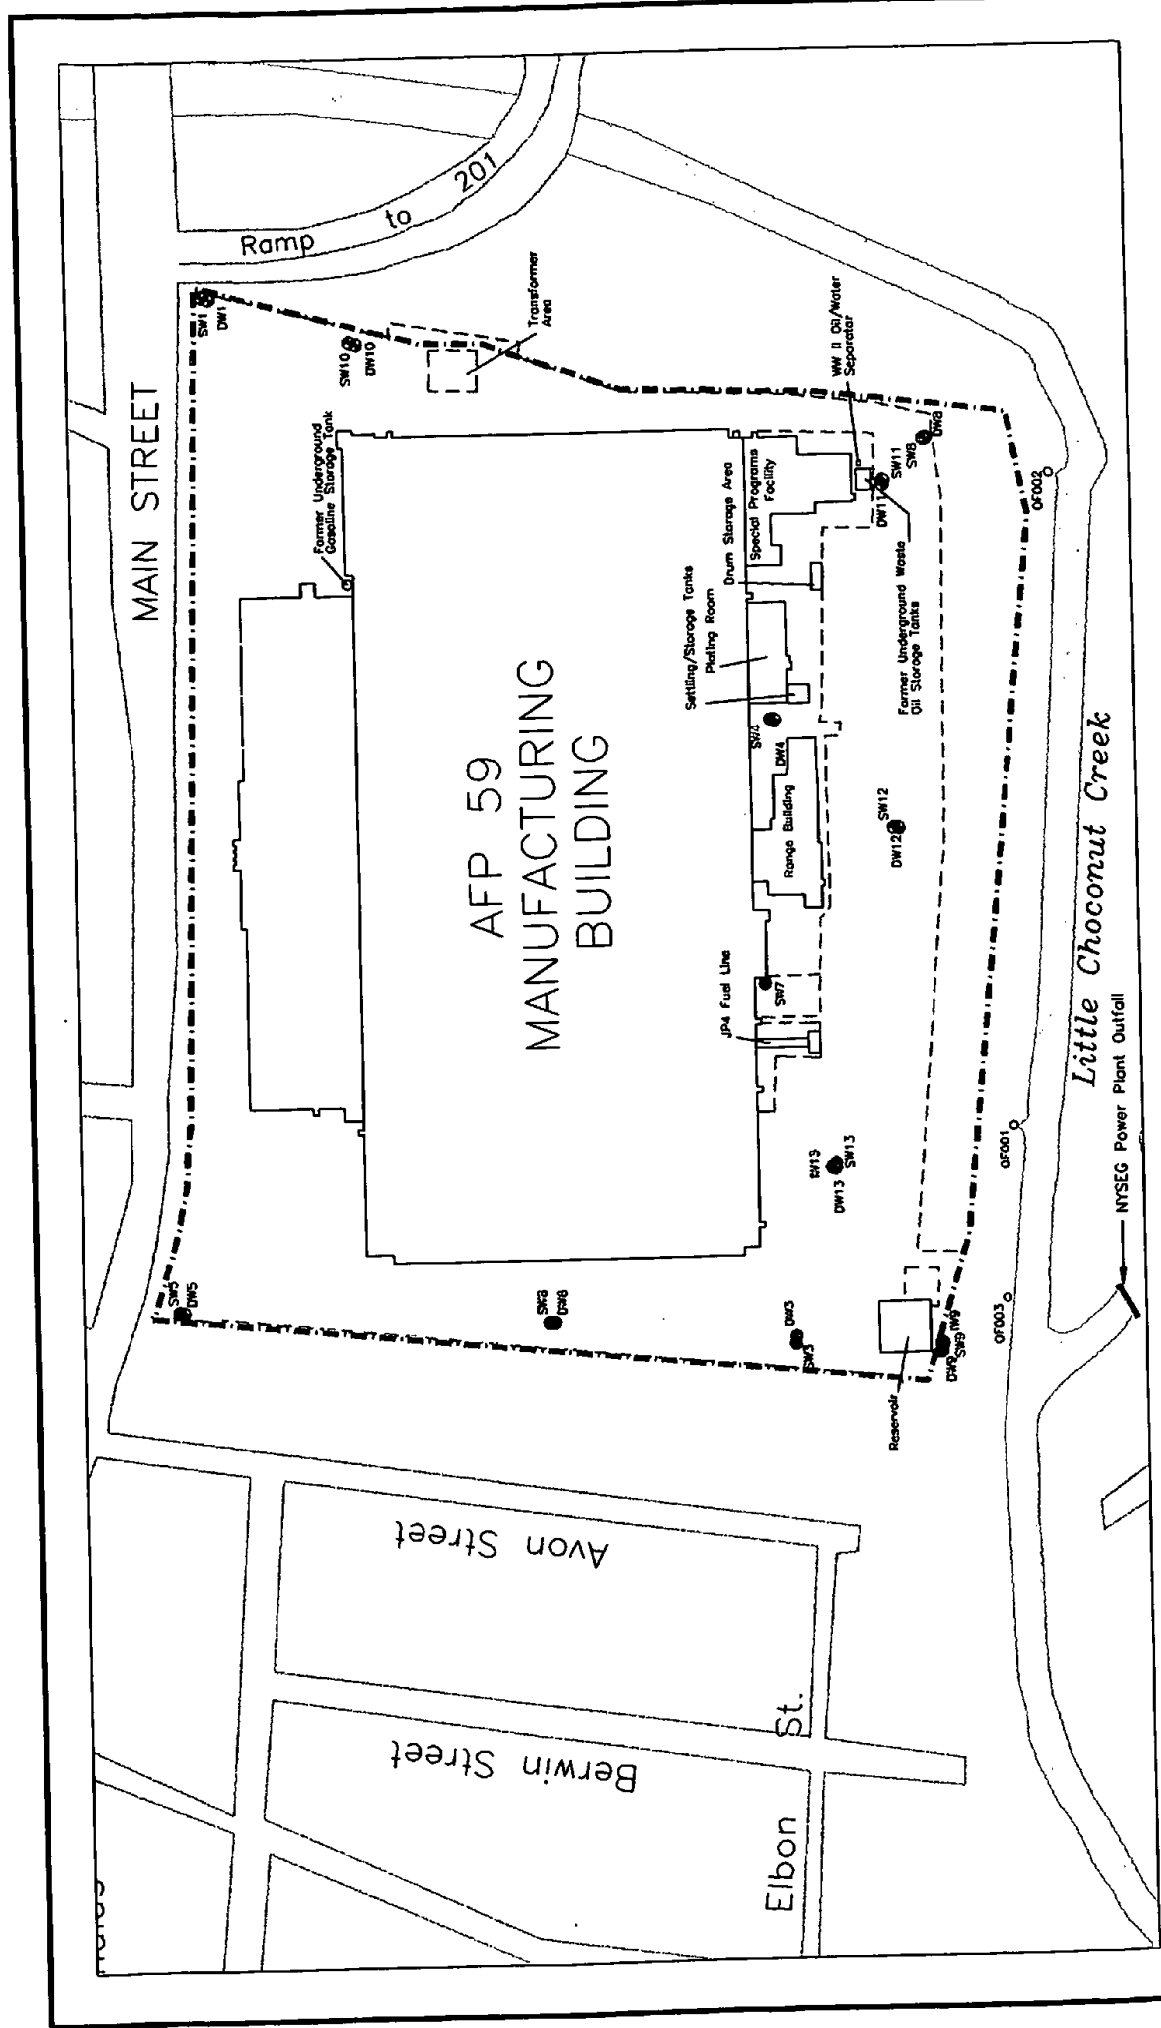 MAIN STREET
Ramp to 201
SW1
DW1
SW10
DW10
Transformer
Area
Former Underground
Gasoline Storage Tank
AFP 59
MANUFACTURING
BUILDING
WW II Oil/Water
Separator
Special Programs
Facility
Drum Storage Area
Settling/Storage Tanks
Plating Room
SW11
DW11
SW8
DW8
Former Underground Waste
Oil Storage Tanks
SW4
DW4
Range Building
SW12
DW12
JP4 Fuel Line
SW7
SW13
DW13
SW5
DW5
DW3
SW3
Reservoir
DW9
SW9
IW9
OF002
OF001
OF003
Little Choconut Creek
NYSEG Power Plant Outfall
Avon Street
Berwin Street
Elbon St.